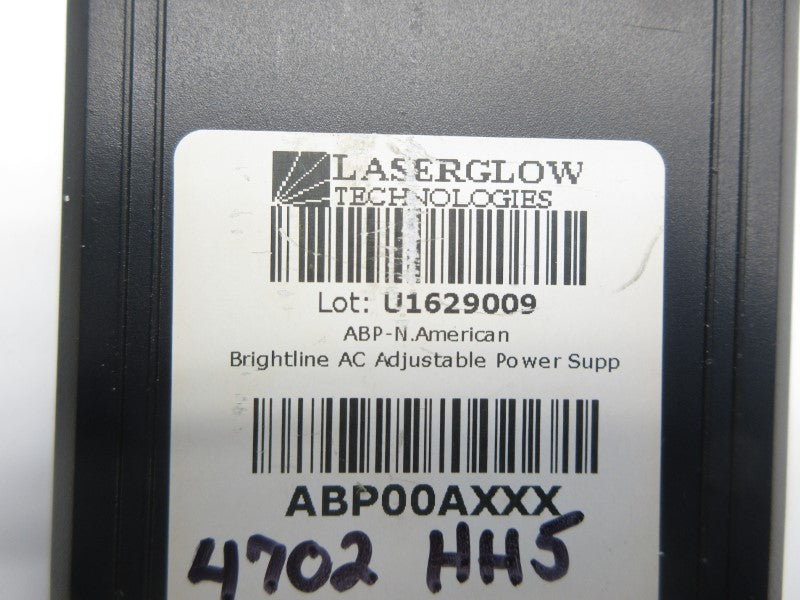 LASERGLOW
TECHNOLOGIES
Lot: U1629009
ABP-N.American
Brightline AC Adjustable Power Supp
ABP00AXXX
4702 HH5